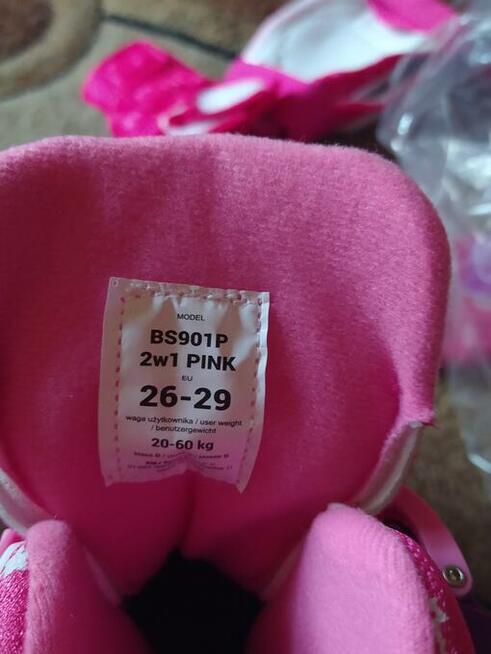 MODEL
BS901P
2w1 PINK
EU
26-29
waga użytkownika / user weight
/ benutzergewicht
20-60 kg